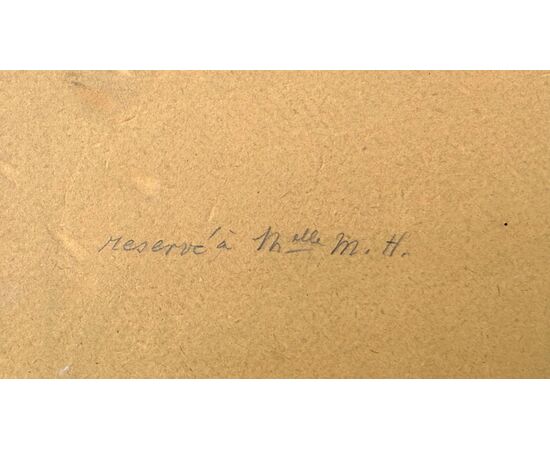 reservé à Melle M. H.